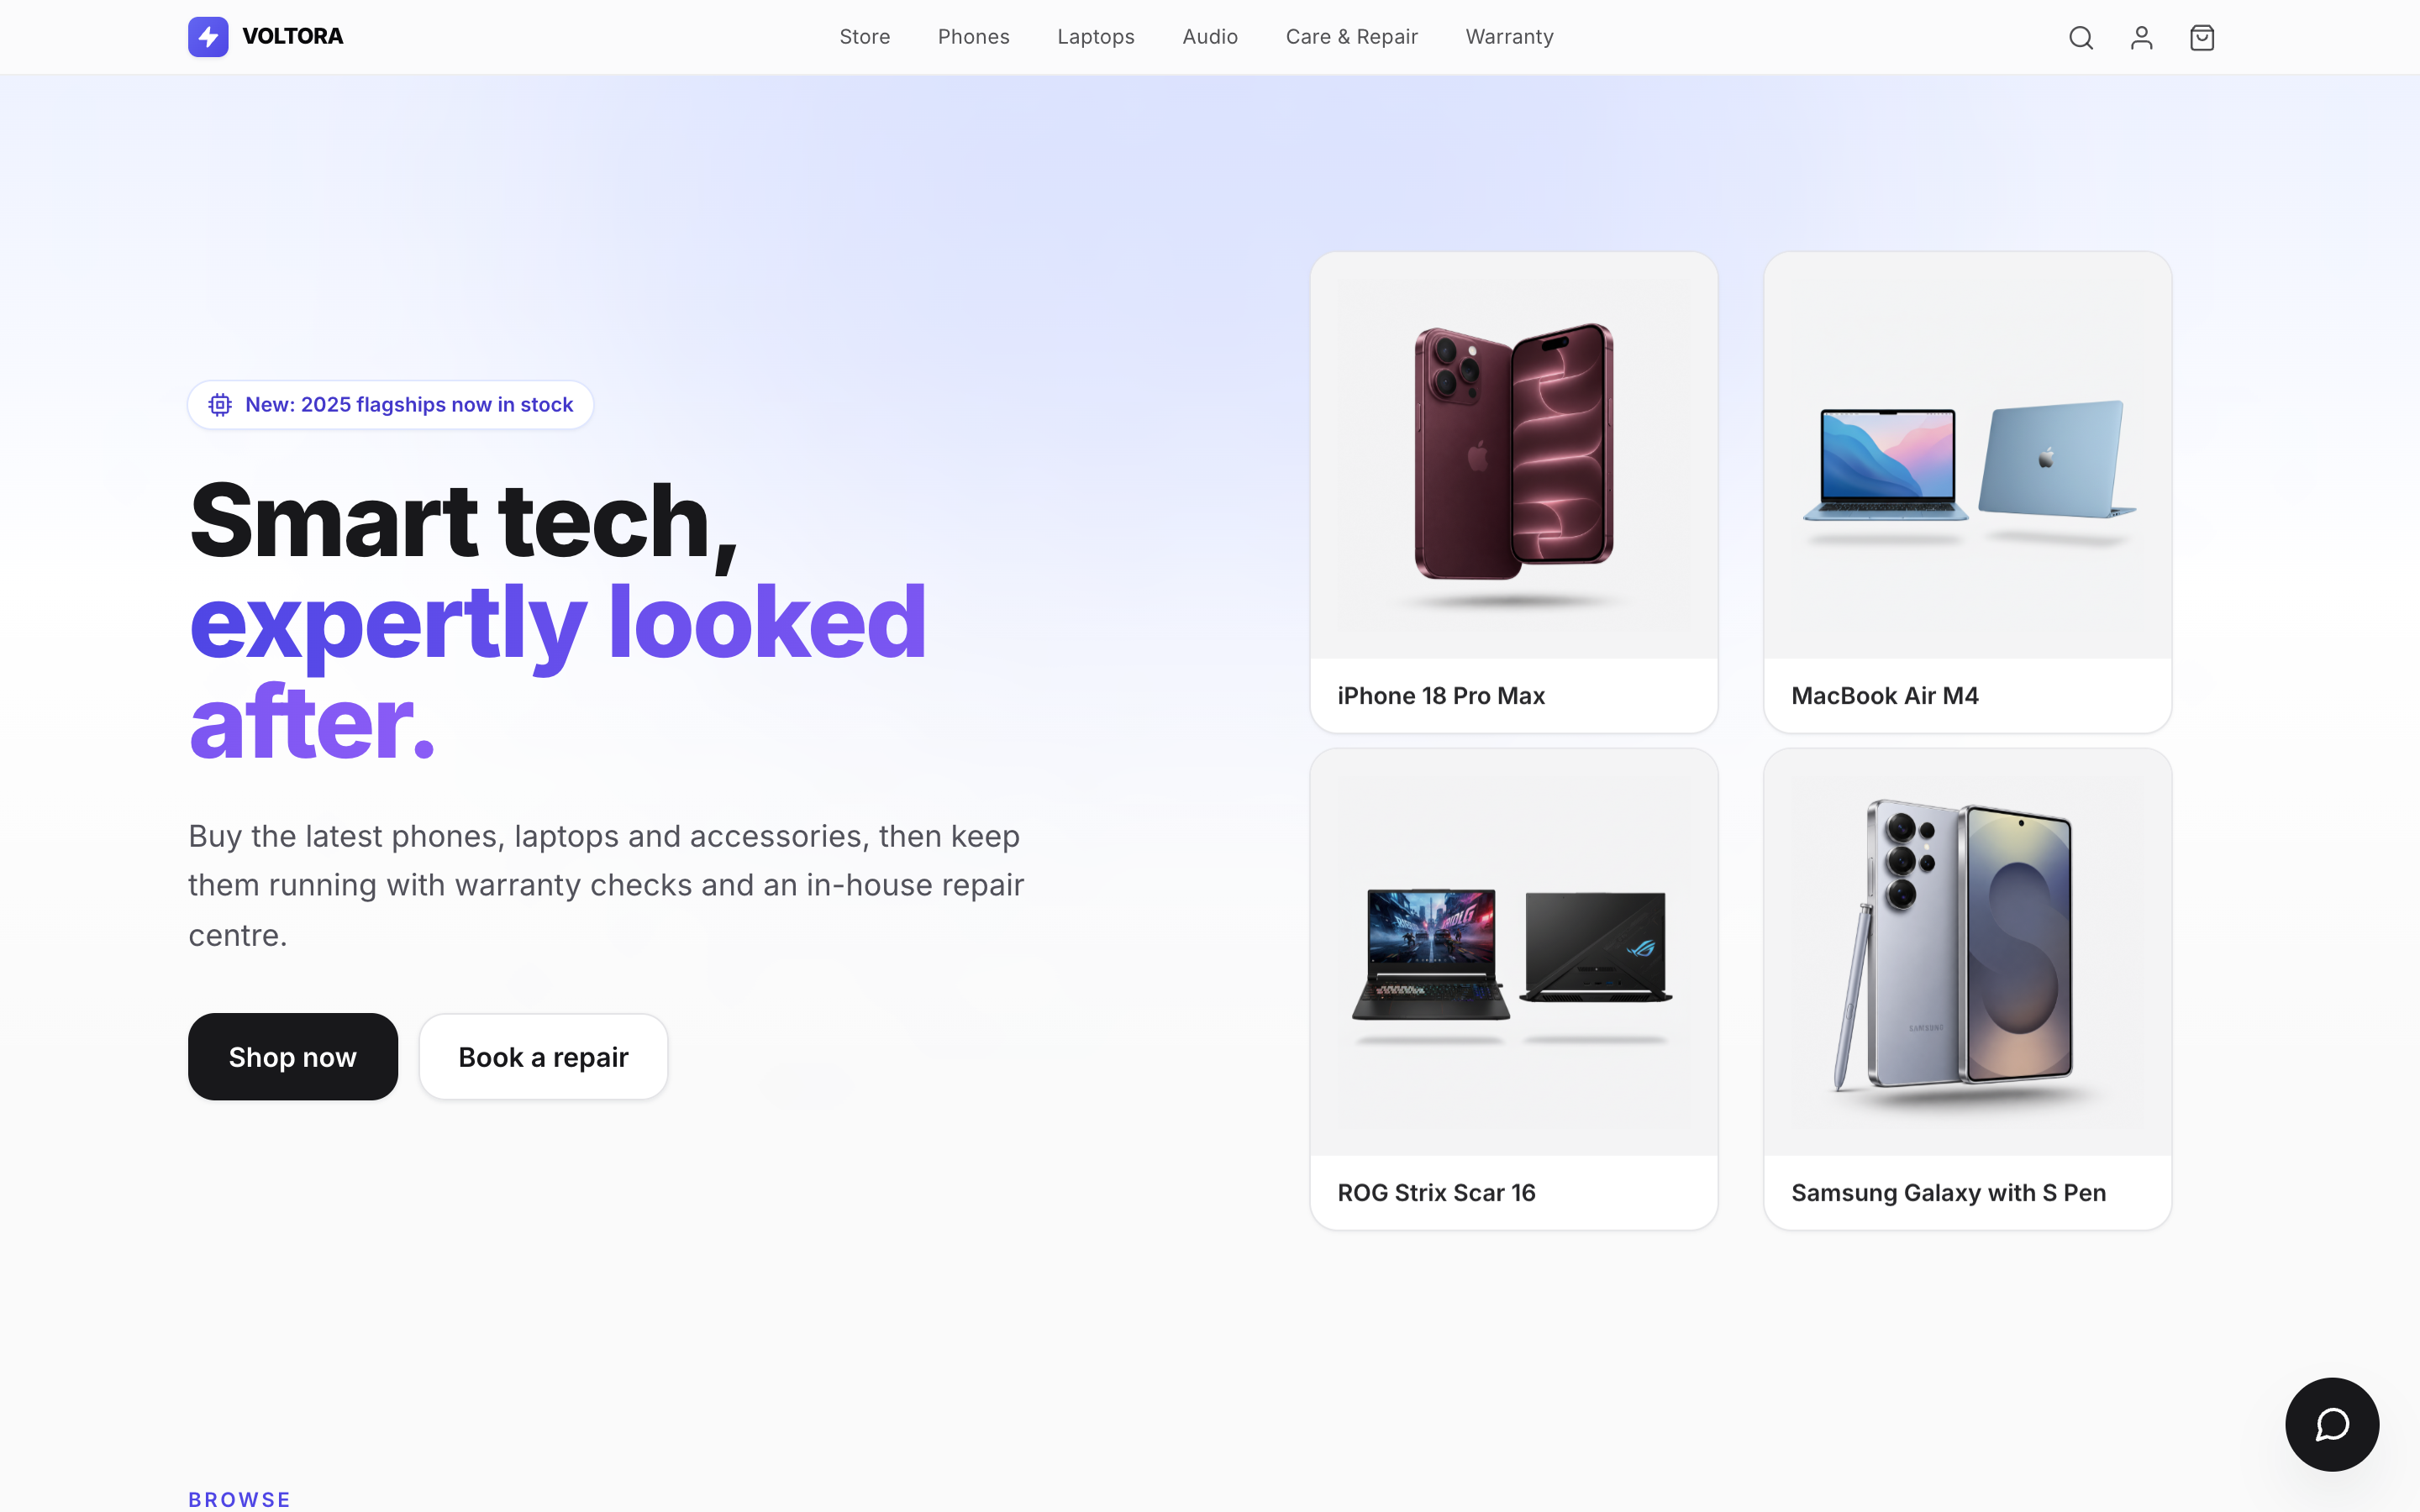 VOLTORA
Store
Phones
Laptops
Audio
Care & Repair
Warranty
New: 2025 flagships now in stock
Smart tech,
expertly looked
after.
Buy the latest phones, laptops and accessories, then keep
them running with warranty checks and an in-house repair
centre.
Shop now
Book a repair
iPhone 18 Pro Max
MacBook Air M4
SAMSUNG
ROG Strix Scar 16
Samsung Galaxy with S Pen
BROWSE